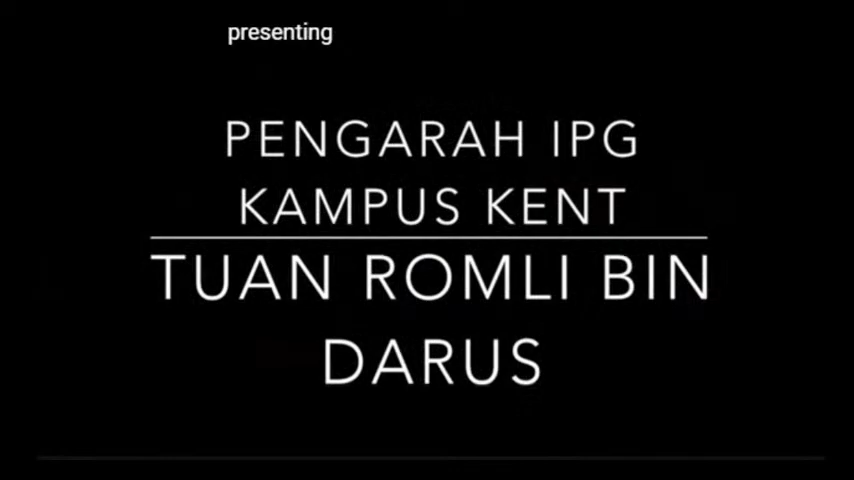 presenting
PENGARAH IPG
KAMPUS KENT
TUAN ROMLI BIN
DARUS